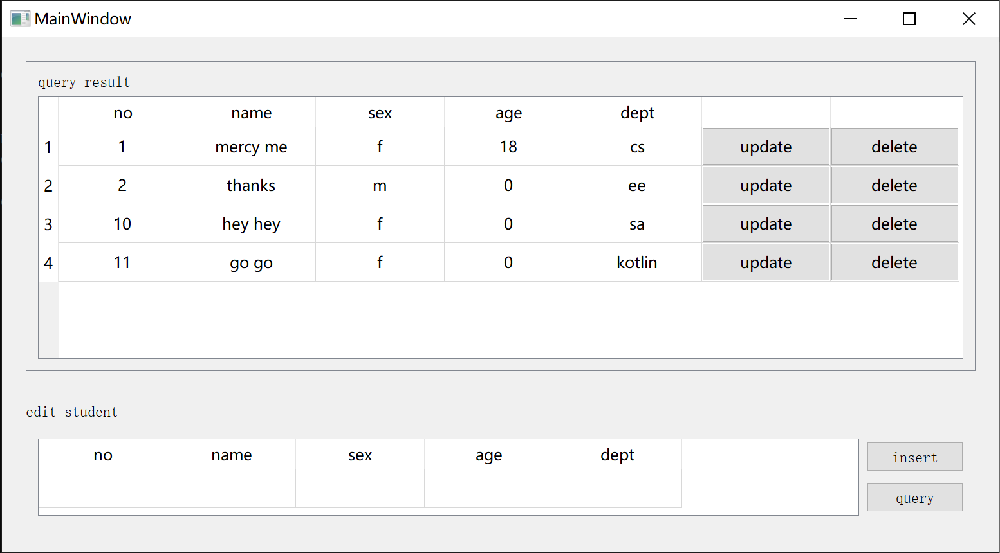 MainWindow
query result
no name sex age dept
1 1 mercy me f 18 cs update delete
2 2 thanks m 0 ee update delete
3 10 hey hey f 0 sa update delete
4 11 go go f 0 kotlin update delete
edit student
no name sex age dept
insert
query